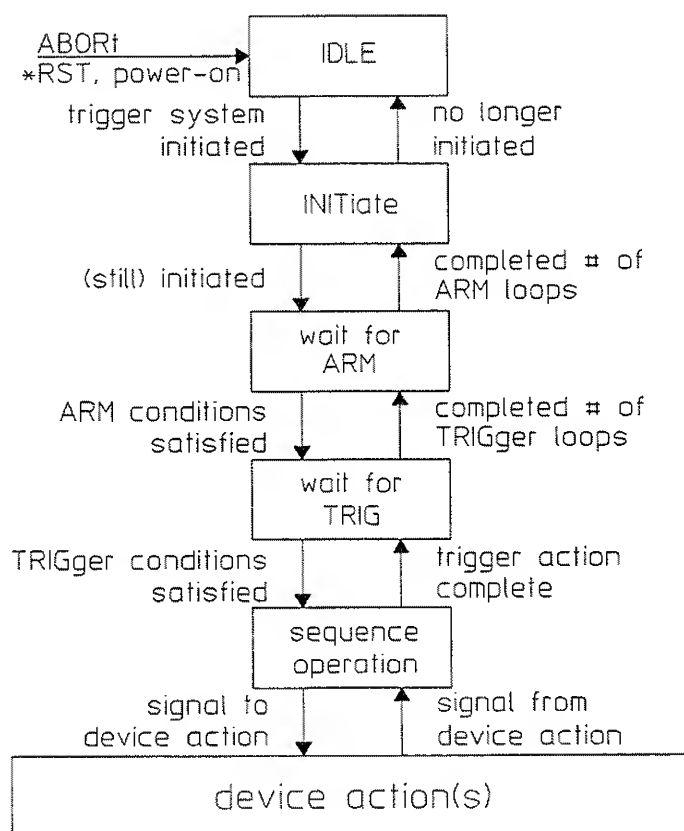 ABORt
*RST, power-on
IDLE
trigger system
initiated
no longer
initiated
INITiate
(still) initiated
completed # of
ARM loops
wait for
ARM
ARM conditions
satisfied
completed # of
TRIGger loops
wait for
TRIG
TRIGger conditions
satisfied
trigger action
complete
sequence
operation
signal to
device action
signal from
device action
device action(s)